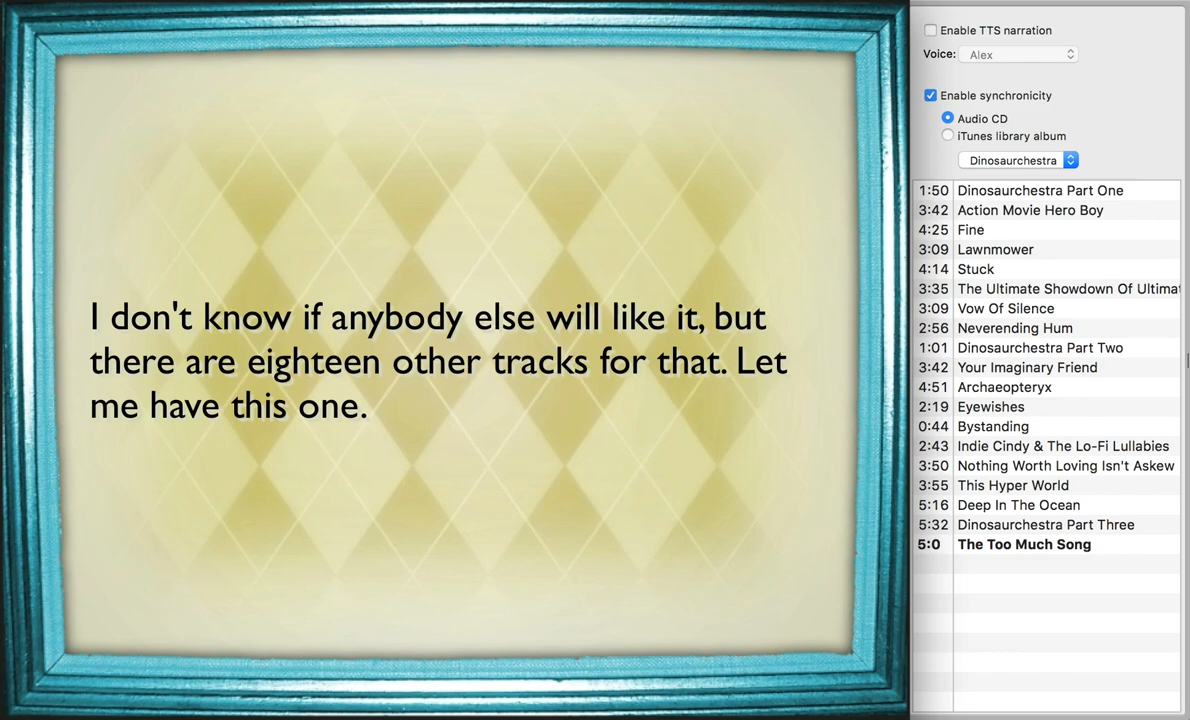 I don't know if anybody else will like it, but
there are eighteen other tracks for that. Let
me have this one.
Enable TTS narration
Voice: Alex
Enable synchronicity
Audio CD
iTunes library album
Dinosaurchestra
1:50 Dinosaurchestra Part One
3:42 Action Movie Hero Boy
4:25 Fine
3:09 Lawnmower
4:14 Stuck
3:35 The Ultimate Showdown Of Ultimat
3:09 Vow Of Silence
2:56 Neverending Hum
1:01 Dinosaurchestra Part Two
3:42 Your Imaginary Friend
4:51 Archaeopteryx
2:19 Eyewishes
0:44 Bystanding
2:43 Indie Cindy & The Lo-Fi Lullabies
3:50 Nothing Worth Loving Isn't Askew
3:55 This Hyper World
5:16 Deep In The Ocean
5:32 Dinosaurchestra Part Three
5:0 The Too Much Song